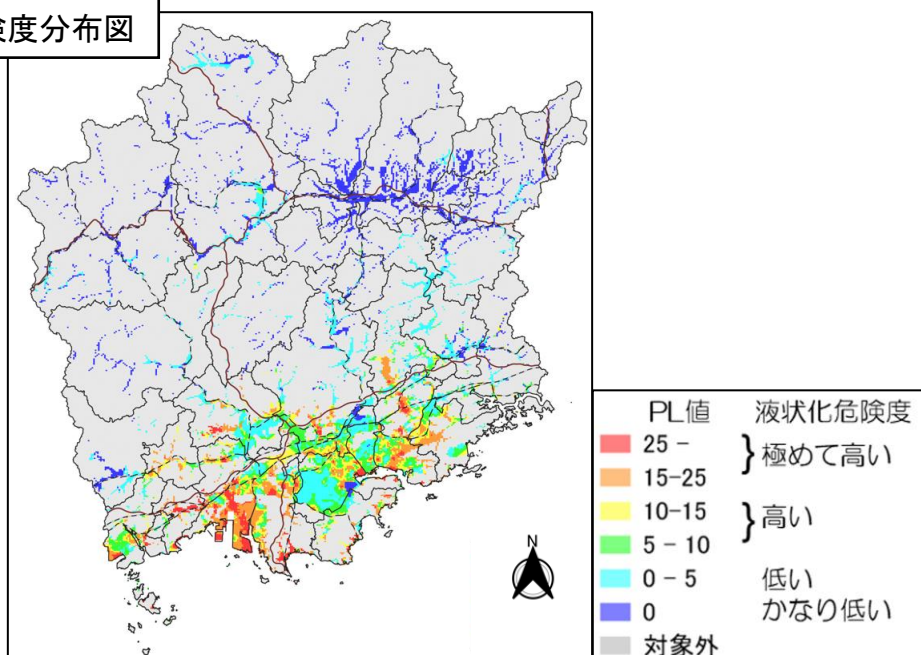 度分布図
N
PL値 液状化危険度
25 -
極めて高い
15-25
10-15
高い
5 - 10
0 - 5 低い
0 かなり低い
対象外